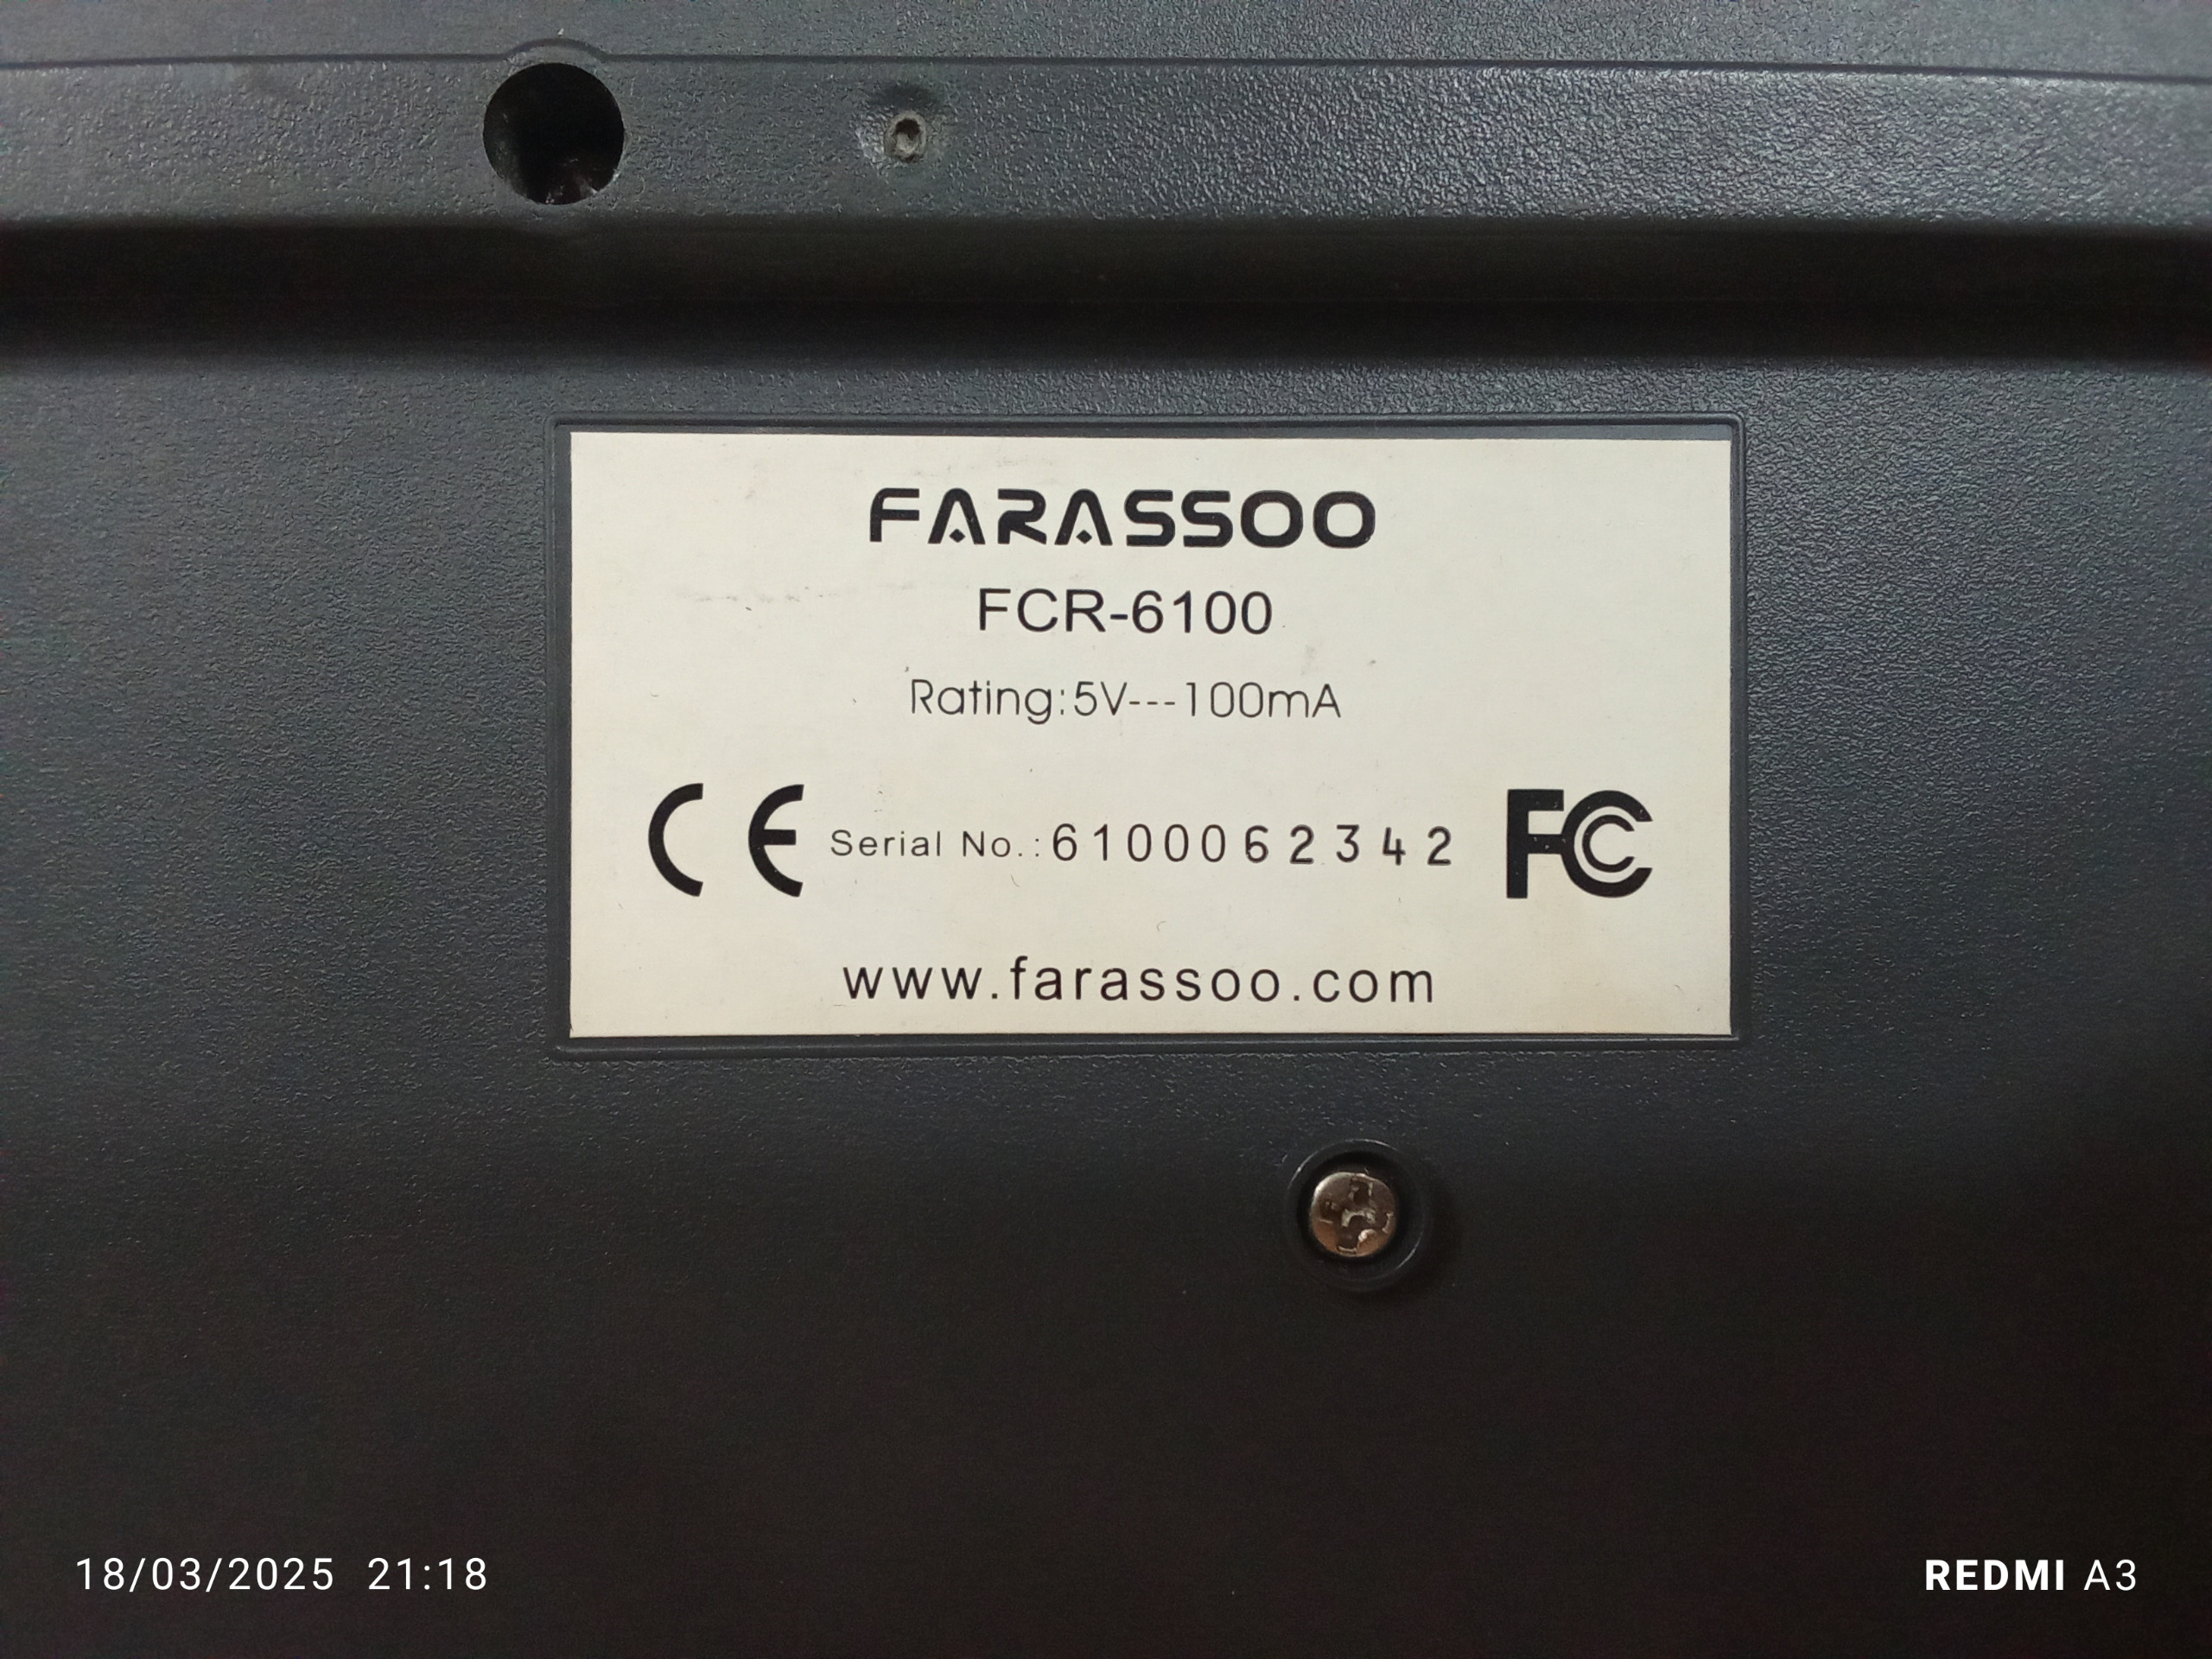 FARASSOO
FCR-6100
Rating:5V---100mA
CE Serial No.:6100062342 FC
www.farassoo.com
18/03/2025 21:18
REDMI A3